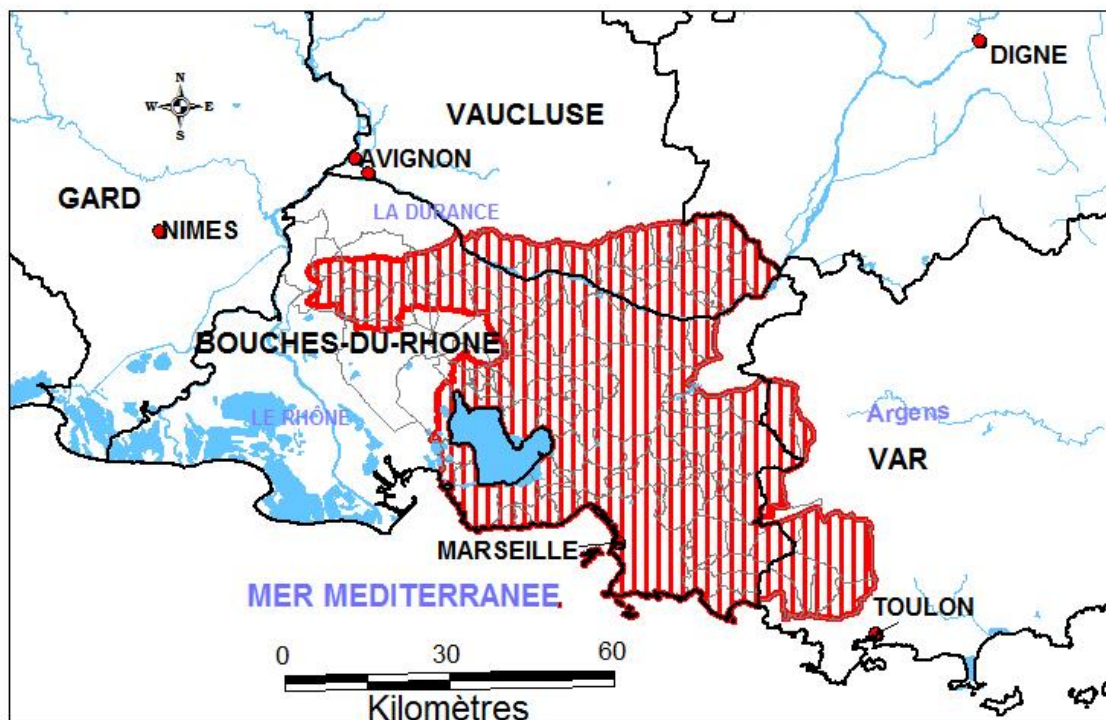 DIGNE
N
W E
S
VAUCLUSE
AVIGNON
GARD
LA DURANCE
NIMES
BOUCHES-DU-RHONE
LE RHÔNE
Argens
VAR
MARSEILLE
MER MEDITERRANEE
TOULON
0 30 60
Kilomètres